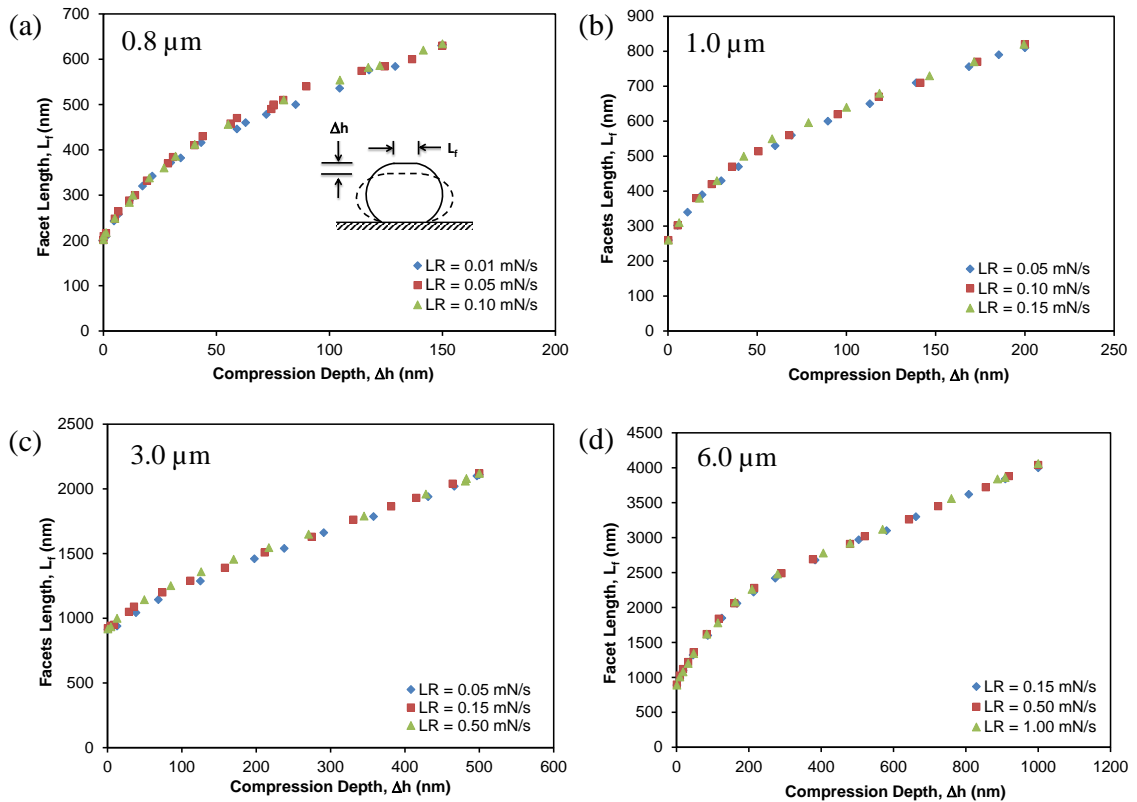 (a)
0.8 µm
700
600
500
400
300
200
100
0
Facet Length, Lf (nm)
Δh
Lf
LR = 0.01 mN/s
LR = 0.05 mN/s
LR = 0.10 mN/s
0 50 100 150 200
Compression Depth, Δh (nm)
(b)
1.0 µm
900
800
700
600
500
400
300
200
100
0
Facets Length, Lf (nm)
LR = 0.05 mN/s
LR = 0.10 mN/s
LR = 0.15 mN/s
0 50 100 150 200 250
Compression Depth, Δh (nm)
(c)
3.0 µm
2500
2000
1500
1000
500
0
Facets Length, Lf (nm)
LR = 0.05 mN/s
LR = 0.15 mN/s
LR = 0.50 mN/s
0 100 200 300 400 500 600
Compression Depth, Δh (nm)
(d)
6.0 µm
4500
4000
3500
3000
2500
2000
1500
1000
500
0
Facet Length, Lf (nm)
LR = 0.15 mN/s
LR = 0.50 mN/s
LR = 1.00 mN/s
0 200 400 600 800 1000 1200
Compression Depth, Δh (nm)